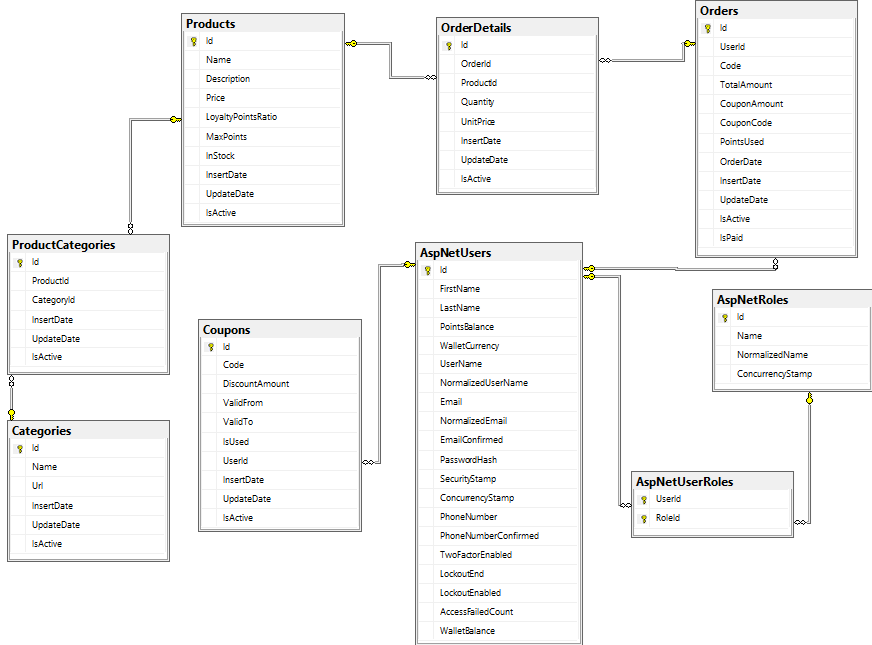 Products
Id
Name
Description
Price
LoyaltyPointsRatio
MaxPoints
InStock
InsertDate
UpdateDate
IsActive
OrderDetails
Id
OrderId
ProductId
Quantity
UnitPrice
InsertDate
UpdateDate
IsActive
Orders
Id
UserId
Code
TotalAmount
CouponAmount
CouponCode
PointsUsed
OrderDate
InsertDate
UpdateDate
IsActive
IsPaid
ProductCategories
Id
ProductId
CategoryId
InsertDate
UpdateDate
IsActive
Categories
Id
Name
Url
InsertDate
UpdateDate
IsActive
Coupons
Id
Code
DiscountAmount
ValidFrom
ValidTo
IsUsed
UserId
InsertDate
UpdateDate
IsActive
AspNetUsers
Id
FirstName
LastName
PointsBalance
WalletCurrency
UserName
NormalizedUserName
Email
NormalizedEmail
EmailConfirmed
PasswordHash
SecurityStamp
ConcurrencyStamp
PhoneNumber
PhoneNumberConfirmed
TwoFactorEnabled
LockoutEnd
LockoutEnabled
AccessFailedCount
WalletBalance
AspNetRoles
Id
Name
NormalizedName
ConcurrencyStamp
AspNetUserRoles
UserId
RoleId